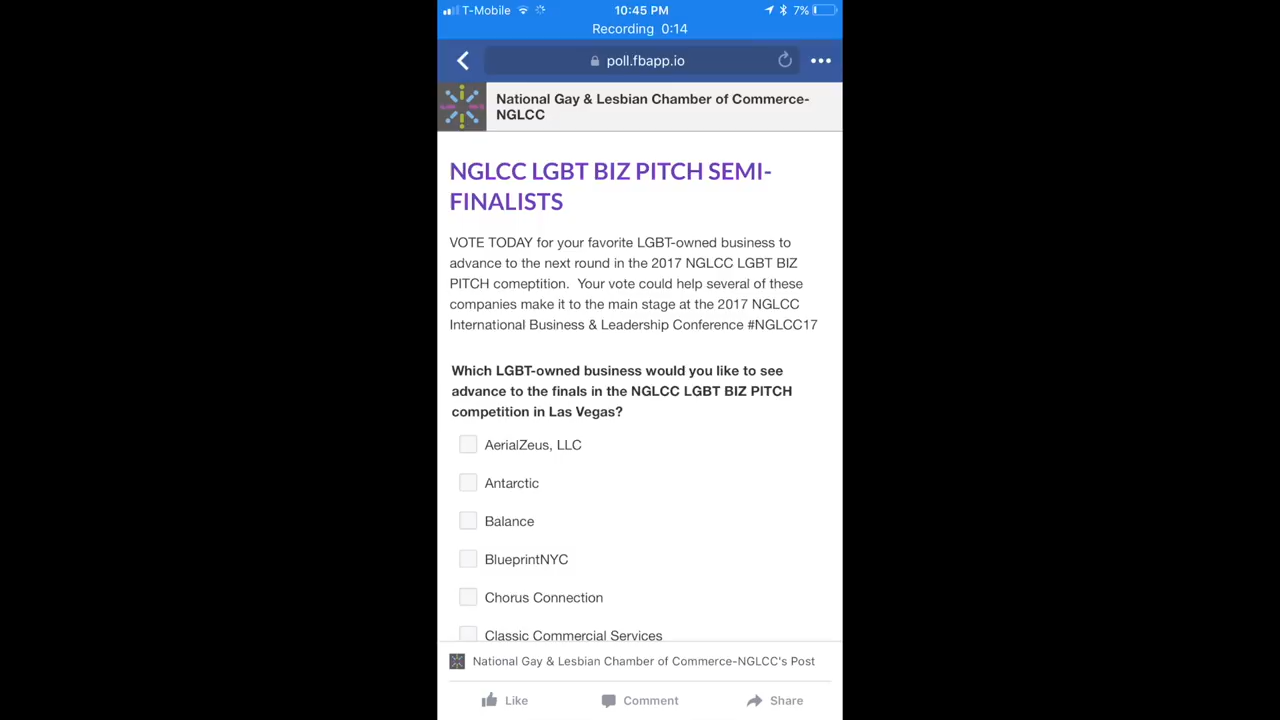 T-Mobile 10:45 PM 7%
Recording 0:14
poll.fbapp.io
National Gay & Lesbian Chamber of Commerce-
NGLCC
NGLCC LGBT BIZ PITCH SEMI-
FINALISTS
VOTE TODAY for your favorite LGBT-owned business to
advance to the next round in the 2017 NGLCC LGBT BIZ
PITCH comeptition.  Your vote could help several of these
companies make it to the main stage at the 2017 NGLCC
International Business & Leadership Conference #NGLCC17
Which LGBT-owned business would you like to see
advance to the finals in the NGLCC LGBT BIZ PITCH
competition in Las Vegas?
AerialZeus, LLC
Antarctic
Balance
BlueprintNYC
Chorus Connection
Classic Commercial Services
National Gay & Lesbian Chamber of Commerce-NGLCC's Post
Like Comment Share